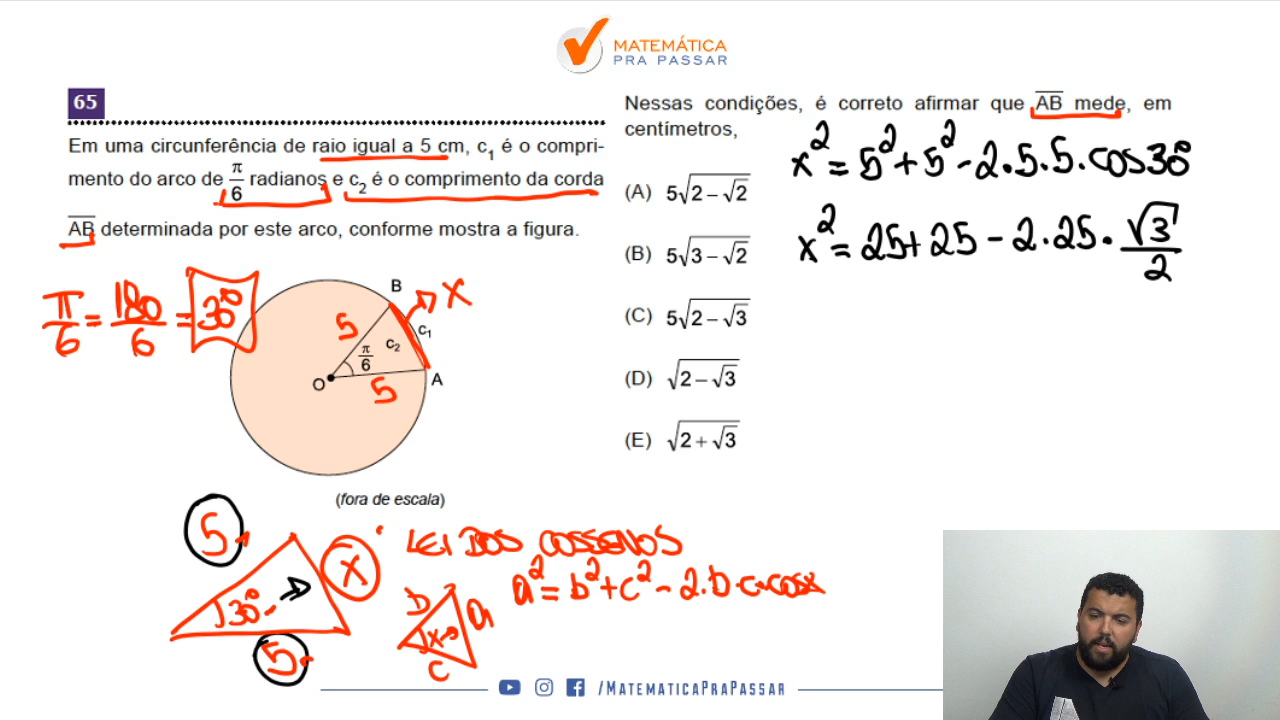 MATEMÁTICA
PRA PASSAR
65
Em uma circunferência de raio igual a 5 cm, c₁ é o compri-
mento do arco de π/6 radianos e c₂ é o comprimento da corda
AB determinada por este arco, conforme mostra a figura.
π/6 = 180/6 = 30°
B
x
5
c₁
c₂
π/6
O
5
A
(fora de escala)
5
x
30°
5
LEI DOS COSSENOS
a² = b² + c² - 2.b.c.cosx
b
a
x
c
Nessas condições, é correto afirmar que AB mede, em
centímetros,
(A) 5√(2 – √2)
(B) 5√(3 – √2)
(C) 5√(2 – √3)
(D) √(2 – √3)
(E) √(2 + √3)
x² = 5² + 5² - 2.5.5.cos30°
x² = 25 + 25 - 2.25.√3/2
/MATEMATICAPRAPASSAR